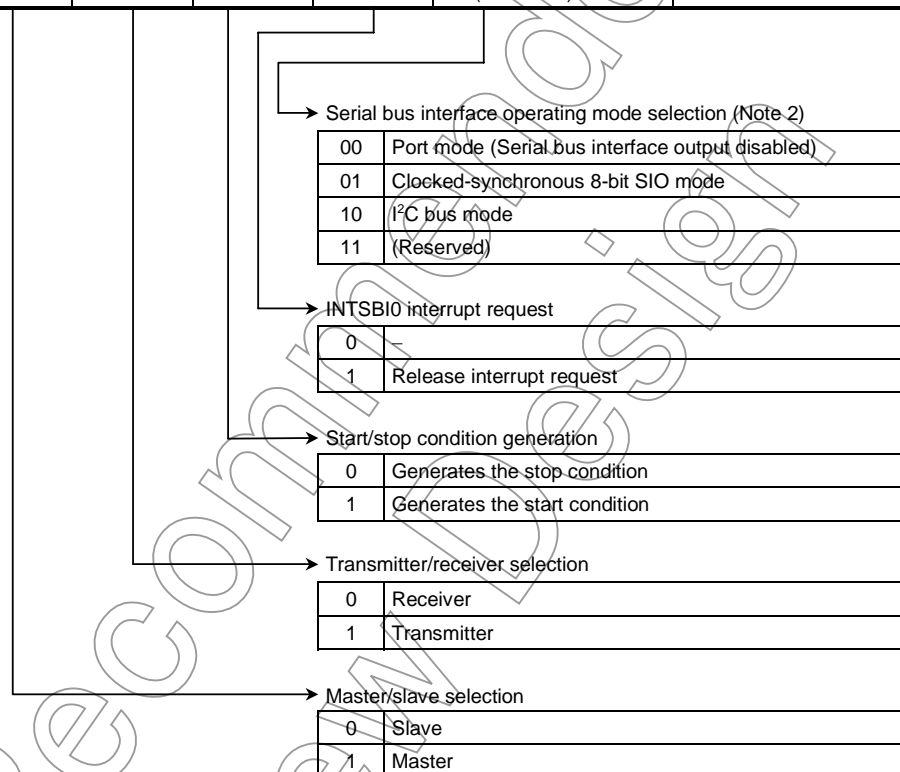 Serial bus interface operating mode selection (Note 2)
00 Port mode (Serial bus interface output disabled)
01 Clocked-synchronous 8-bit SIO mode
10 I²C bus mode
11 (Reserved)
INTSBI0 interrupt request
0 –
1 Release interrupt request
Start/stop condition generation
0 Generates the stop condition
1 Generates the start condition
Transmitter/receiver selection
0 Receiver
1 Transmitter
Master/slave selection
0 Slave
1 Master